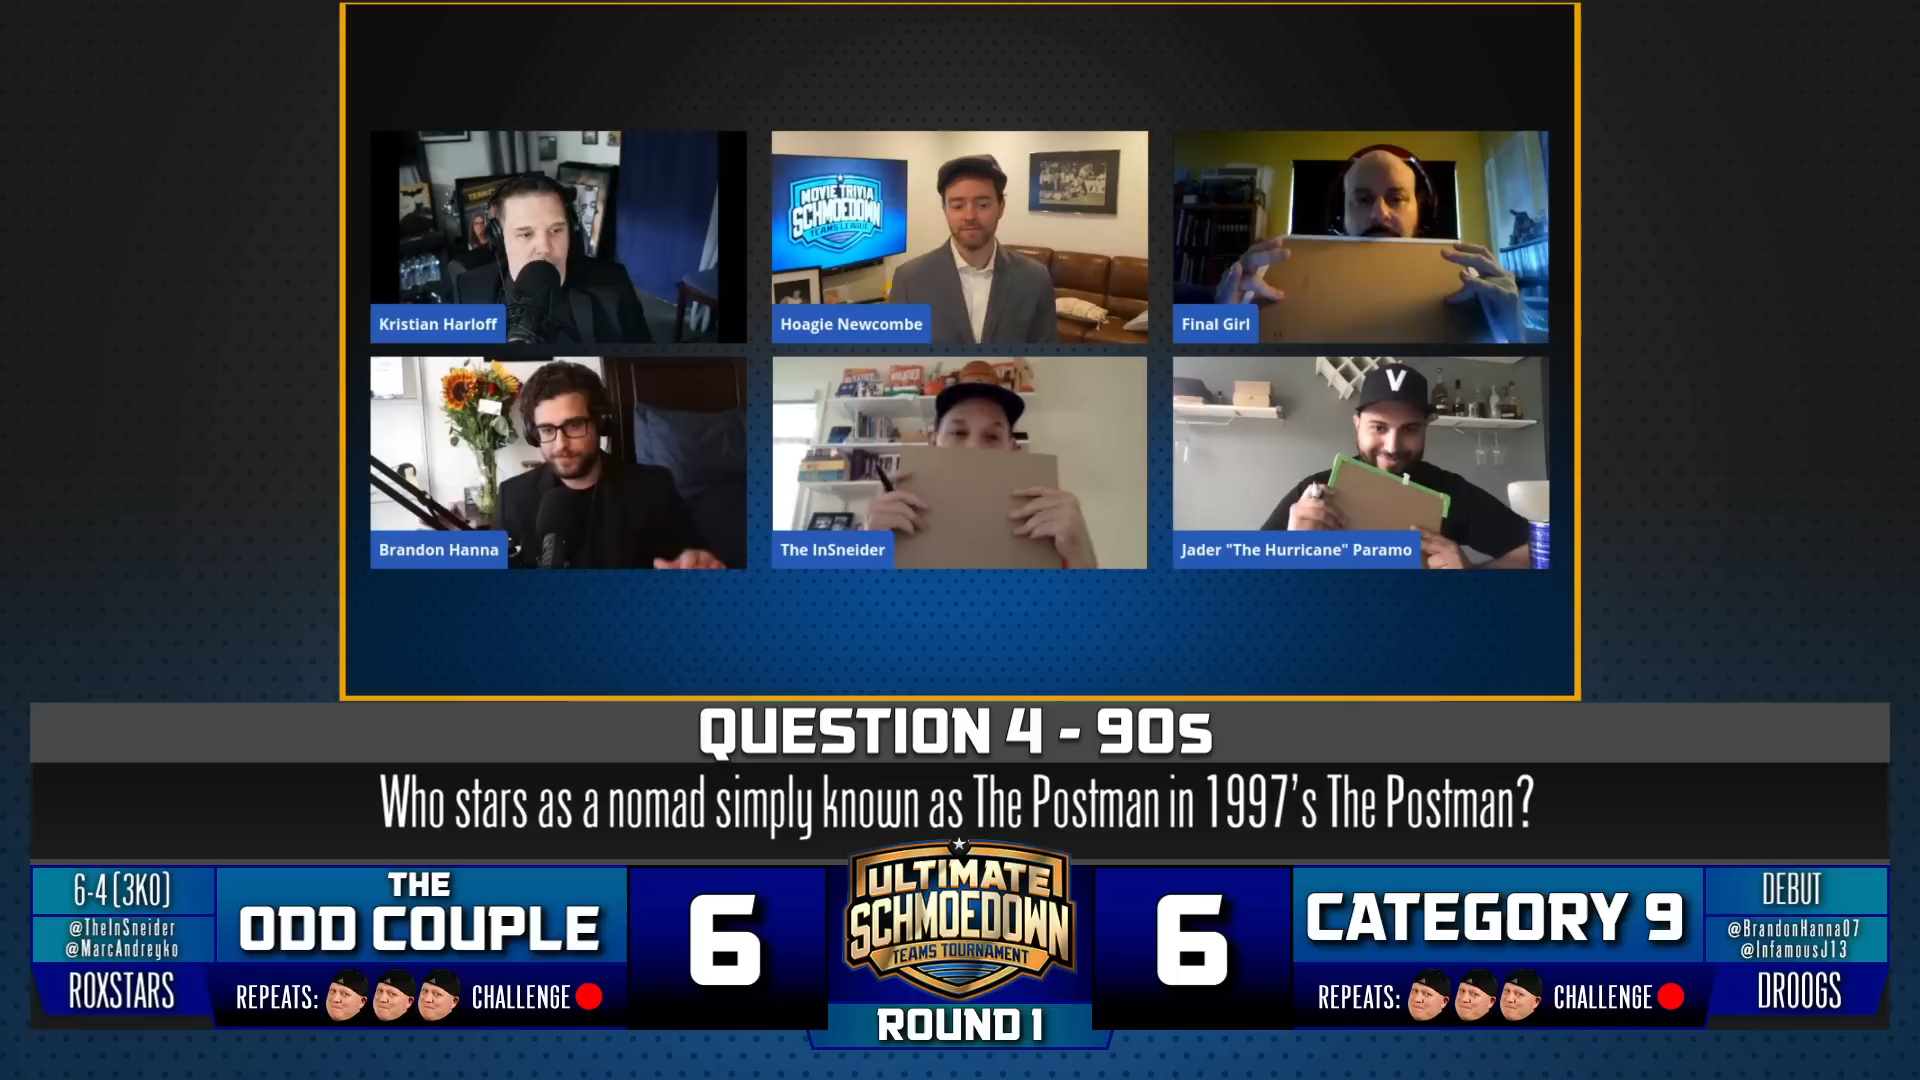 MOVIE TRIVIA
SCHMOEDOWN
TEAMS LEAGUE
Kristian Harloff
Hoagie Newcombe
Final Girl
V
Brandon Hanna
The InSneider
Jader "The Hurricane" Paramo
QUESTION 4 - 90s
Who stars as a nomad simply known as The Postman in 1997's The Postman?
6-4 (3KO)
@TheInSneider
@MarcAndreyko
ROXSTARS
THE
ODD COUPLE
REPEATS: CHALLENGE
6
ULTIMATE
SCHMOEDOWN
TEAMS TOURNAMENT
ROUND 1
6
CATEGORY 9
REPEATS: CHALLENGE
DEBUT
@BrandonHanna07
@InfamousJ13
DROOGS